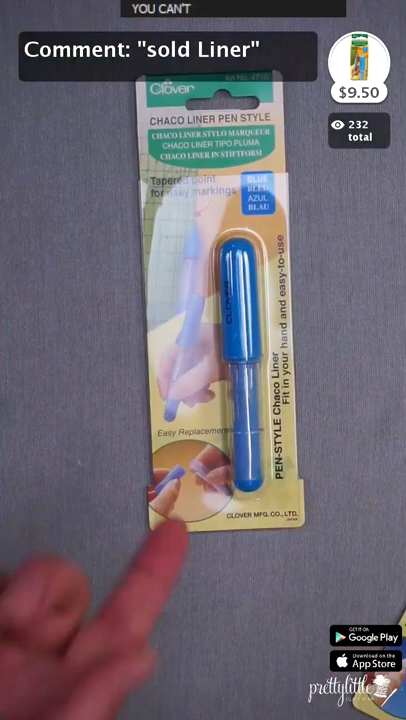 YOU CAN'T
Comment: "sold Liner"
$9.50
232
total
Art No. 4710
Clover
CHACO LINER PEN STYLE
CHACO LINER STYLO MARQUEUR
CHACO LINER TIPO PLUMA
CHACO LINER IN STIFTFORM
Tapered point
for easy markings
BLUE
BLEU
AZUL
BLAU
CLOVER
PEN-STYLE Chaco Liner
Fit in your hand and easy-to-use
Easy Replacement
CLOVER MFG. CO., LTD.
JAPAN
GET IT ON
Google Play
Download on the
App Store
prettylittle